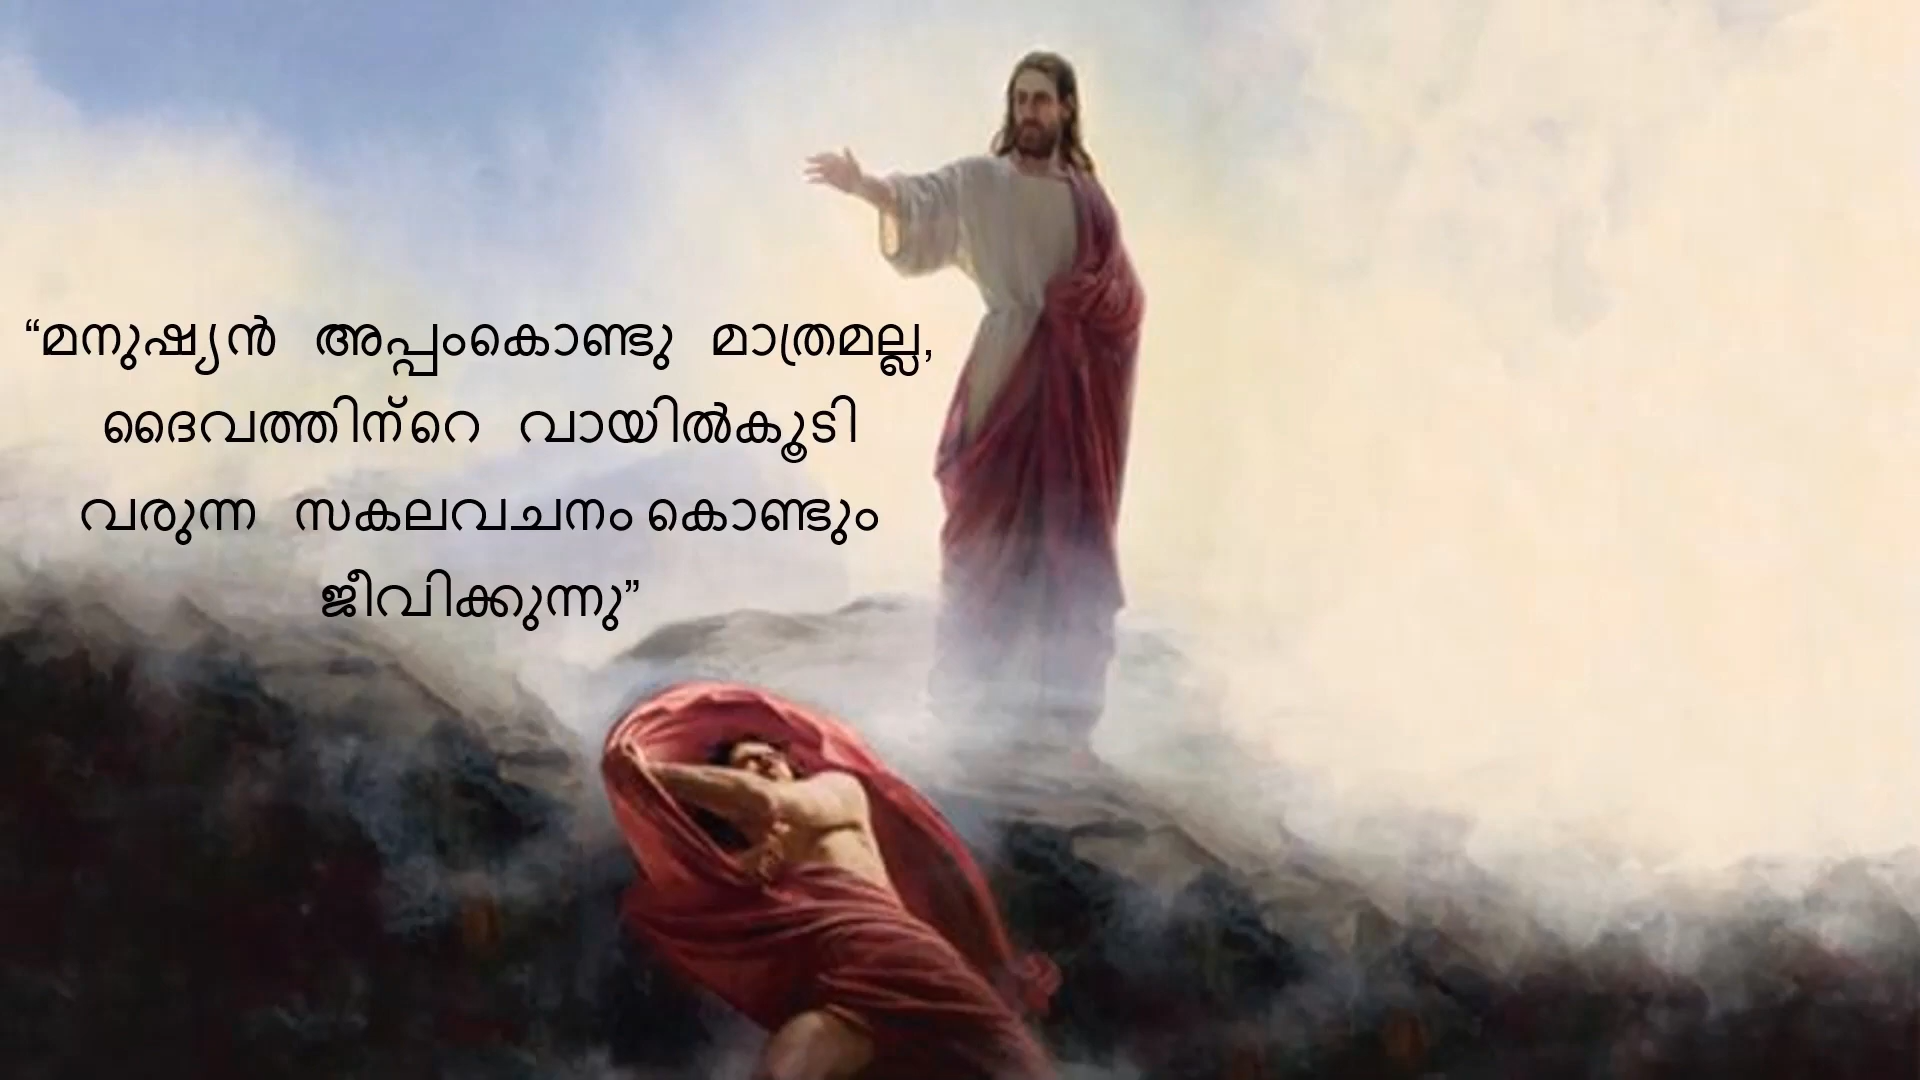 “മനുഷ്യൻ അപ്പംകൊണ്ടു മാത്രമല്ല,
ദൈവത്തിന്‍റെ വായിൽകൂടി
വരുന്ന സകലവചനം കൊണ്ടും
ജീവിക്കുന്നു”